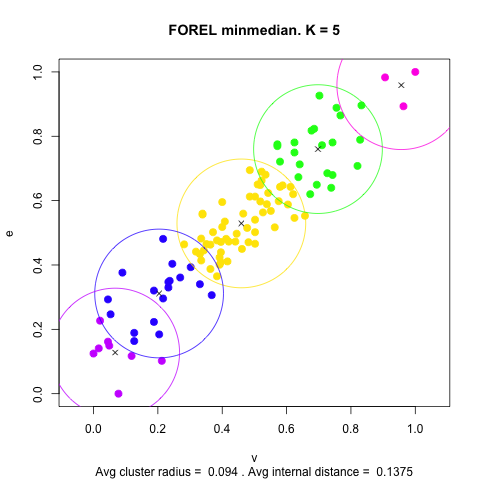 FOREL minmedian. K = 5
1.0
0.8
0.6
0.4
0.2
0.0
e
0.0 0.2 0.4 0.6 0.8 1.0
v
Avg cluster radius = 0.094 . Avg internal distance = 0.1375